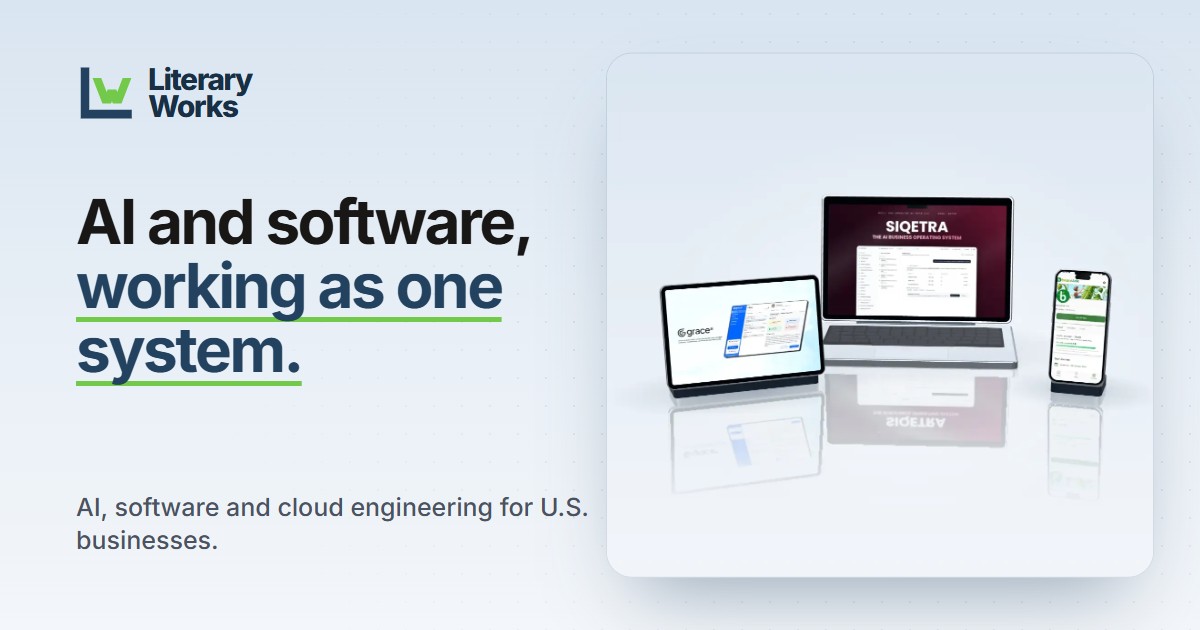 Literary
Works
AI and software,
working as one
system.
AI, software and cloud engineering for U.S.
businesses.
SIQETRA
THE AI BUSINESS OPERATING SYSTEM
grace